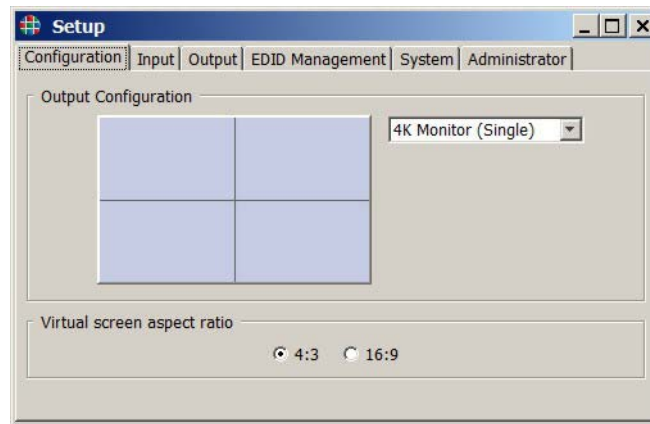 Setup
Configuration Input Output EDID Management System Administrator
Output Configuration
4K Monitor (Single)
Virtual screen aspect ratio
4:3 16:9